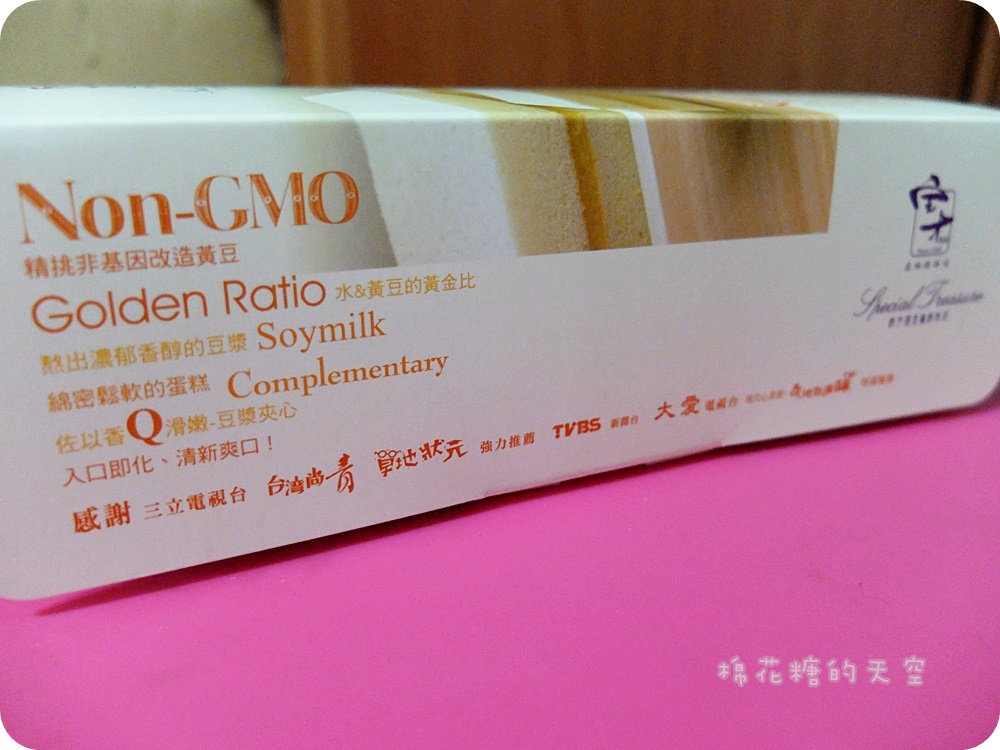 Non-GMO
精挑非基因改造黃豆
Golden Ratio 水&黃豆的黃金比
熬出濃郁香醇的豆漿 Soymilk
綿密鬆軟的蛋糕 Complementary
佐以香Q滑嫩-豆漿夾心
入口即化、清新爽口！
感謝 三立電視台 台灣尚青 草地狀元 強力推薦 TVBS 新聞台 大愛電視台
Special Treasure
棉花糖的天空